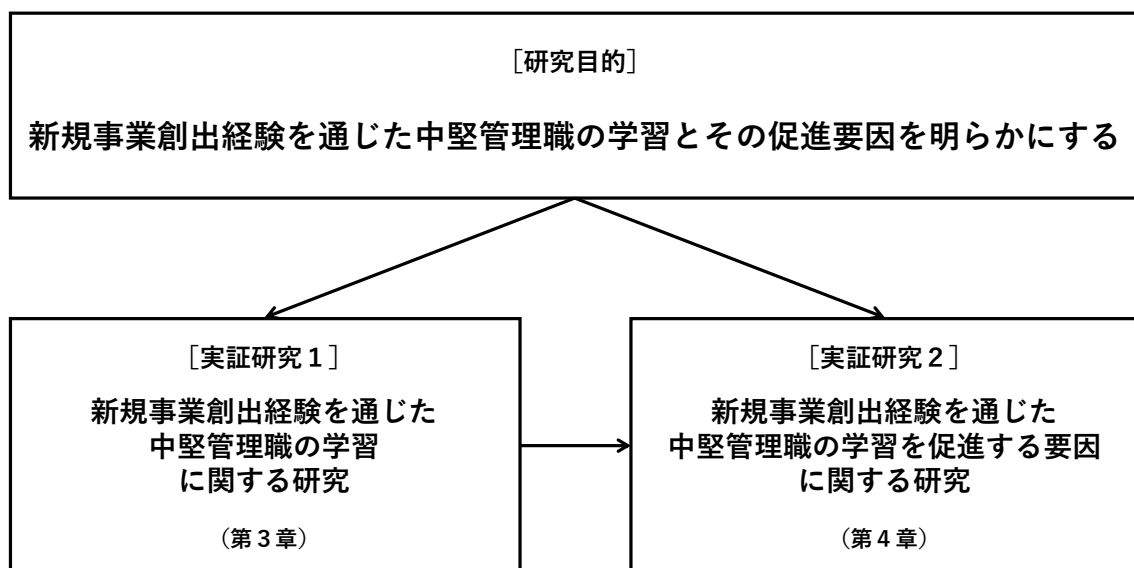 ［研究目的］
新規事業創出経験を通じた中堅管理職の学習とその促進要因を明らかにする
［実証研究１］
新規事業創出経験を通じた
中堅管理職の学習
に関する研究
（第３章）
［実証研究２］
新規事業創出経験を通じた
中堅管理職の学習を促進する要因
に関する研究
（第４章）